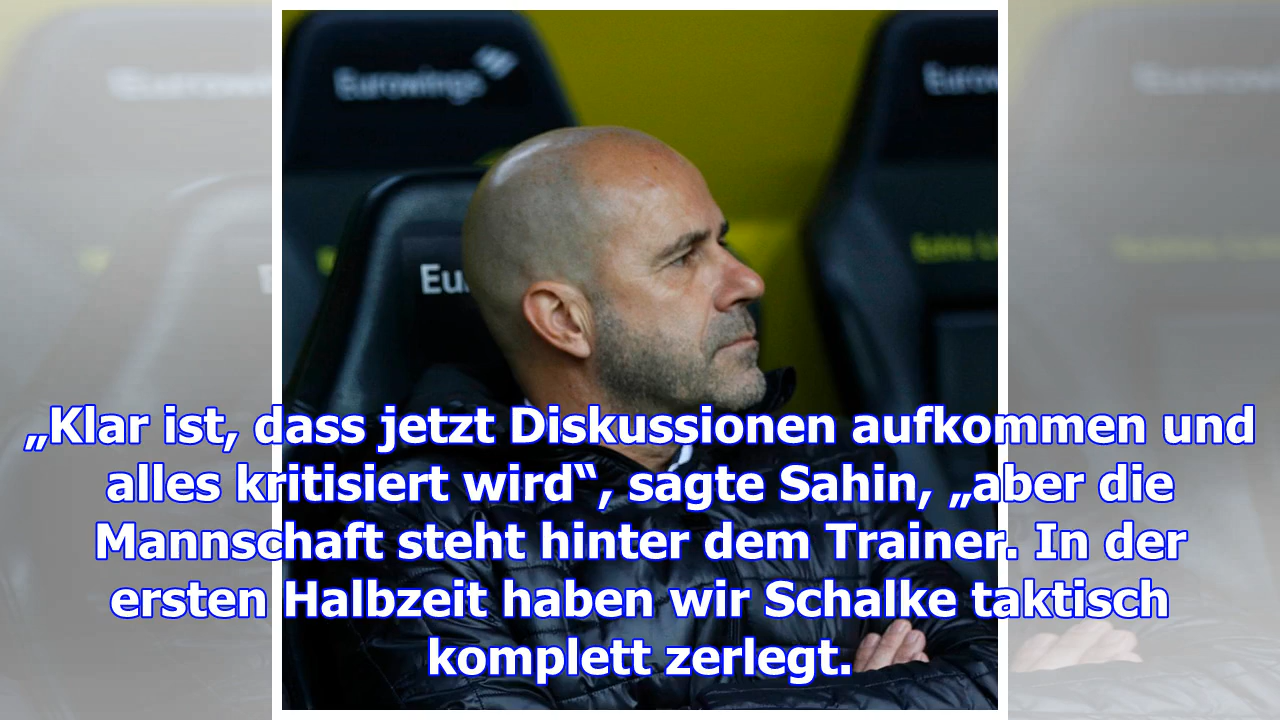 Eurowings
Eurowings
Eu
„Klar ist, dass jetzt Diskussionen aufkommen und
alles kritisiert wird“, sagte Sahin, „aber die
Mannschaft steht hinter dem Trainer. In der
ersten Halbzeit haben wir Schalke taktisch
komplett zerlegt.